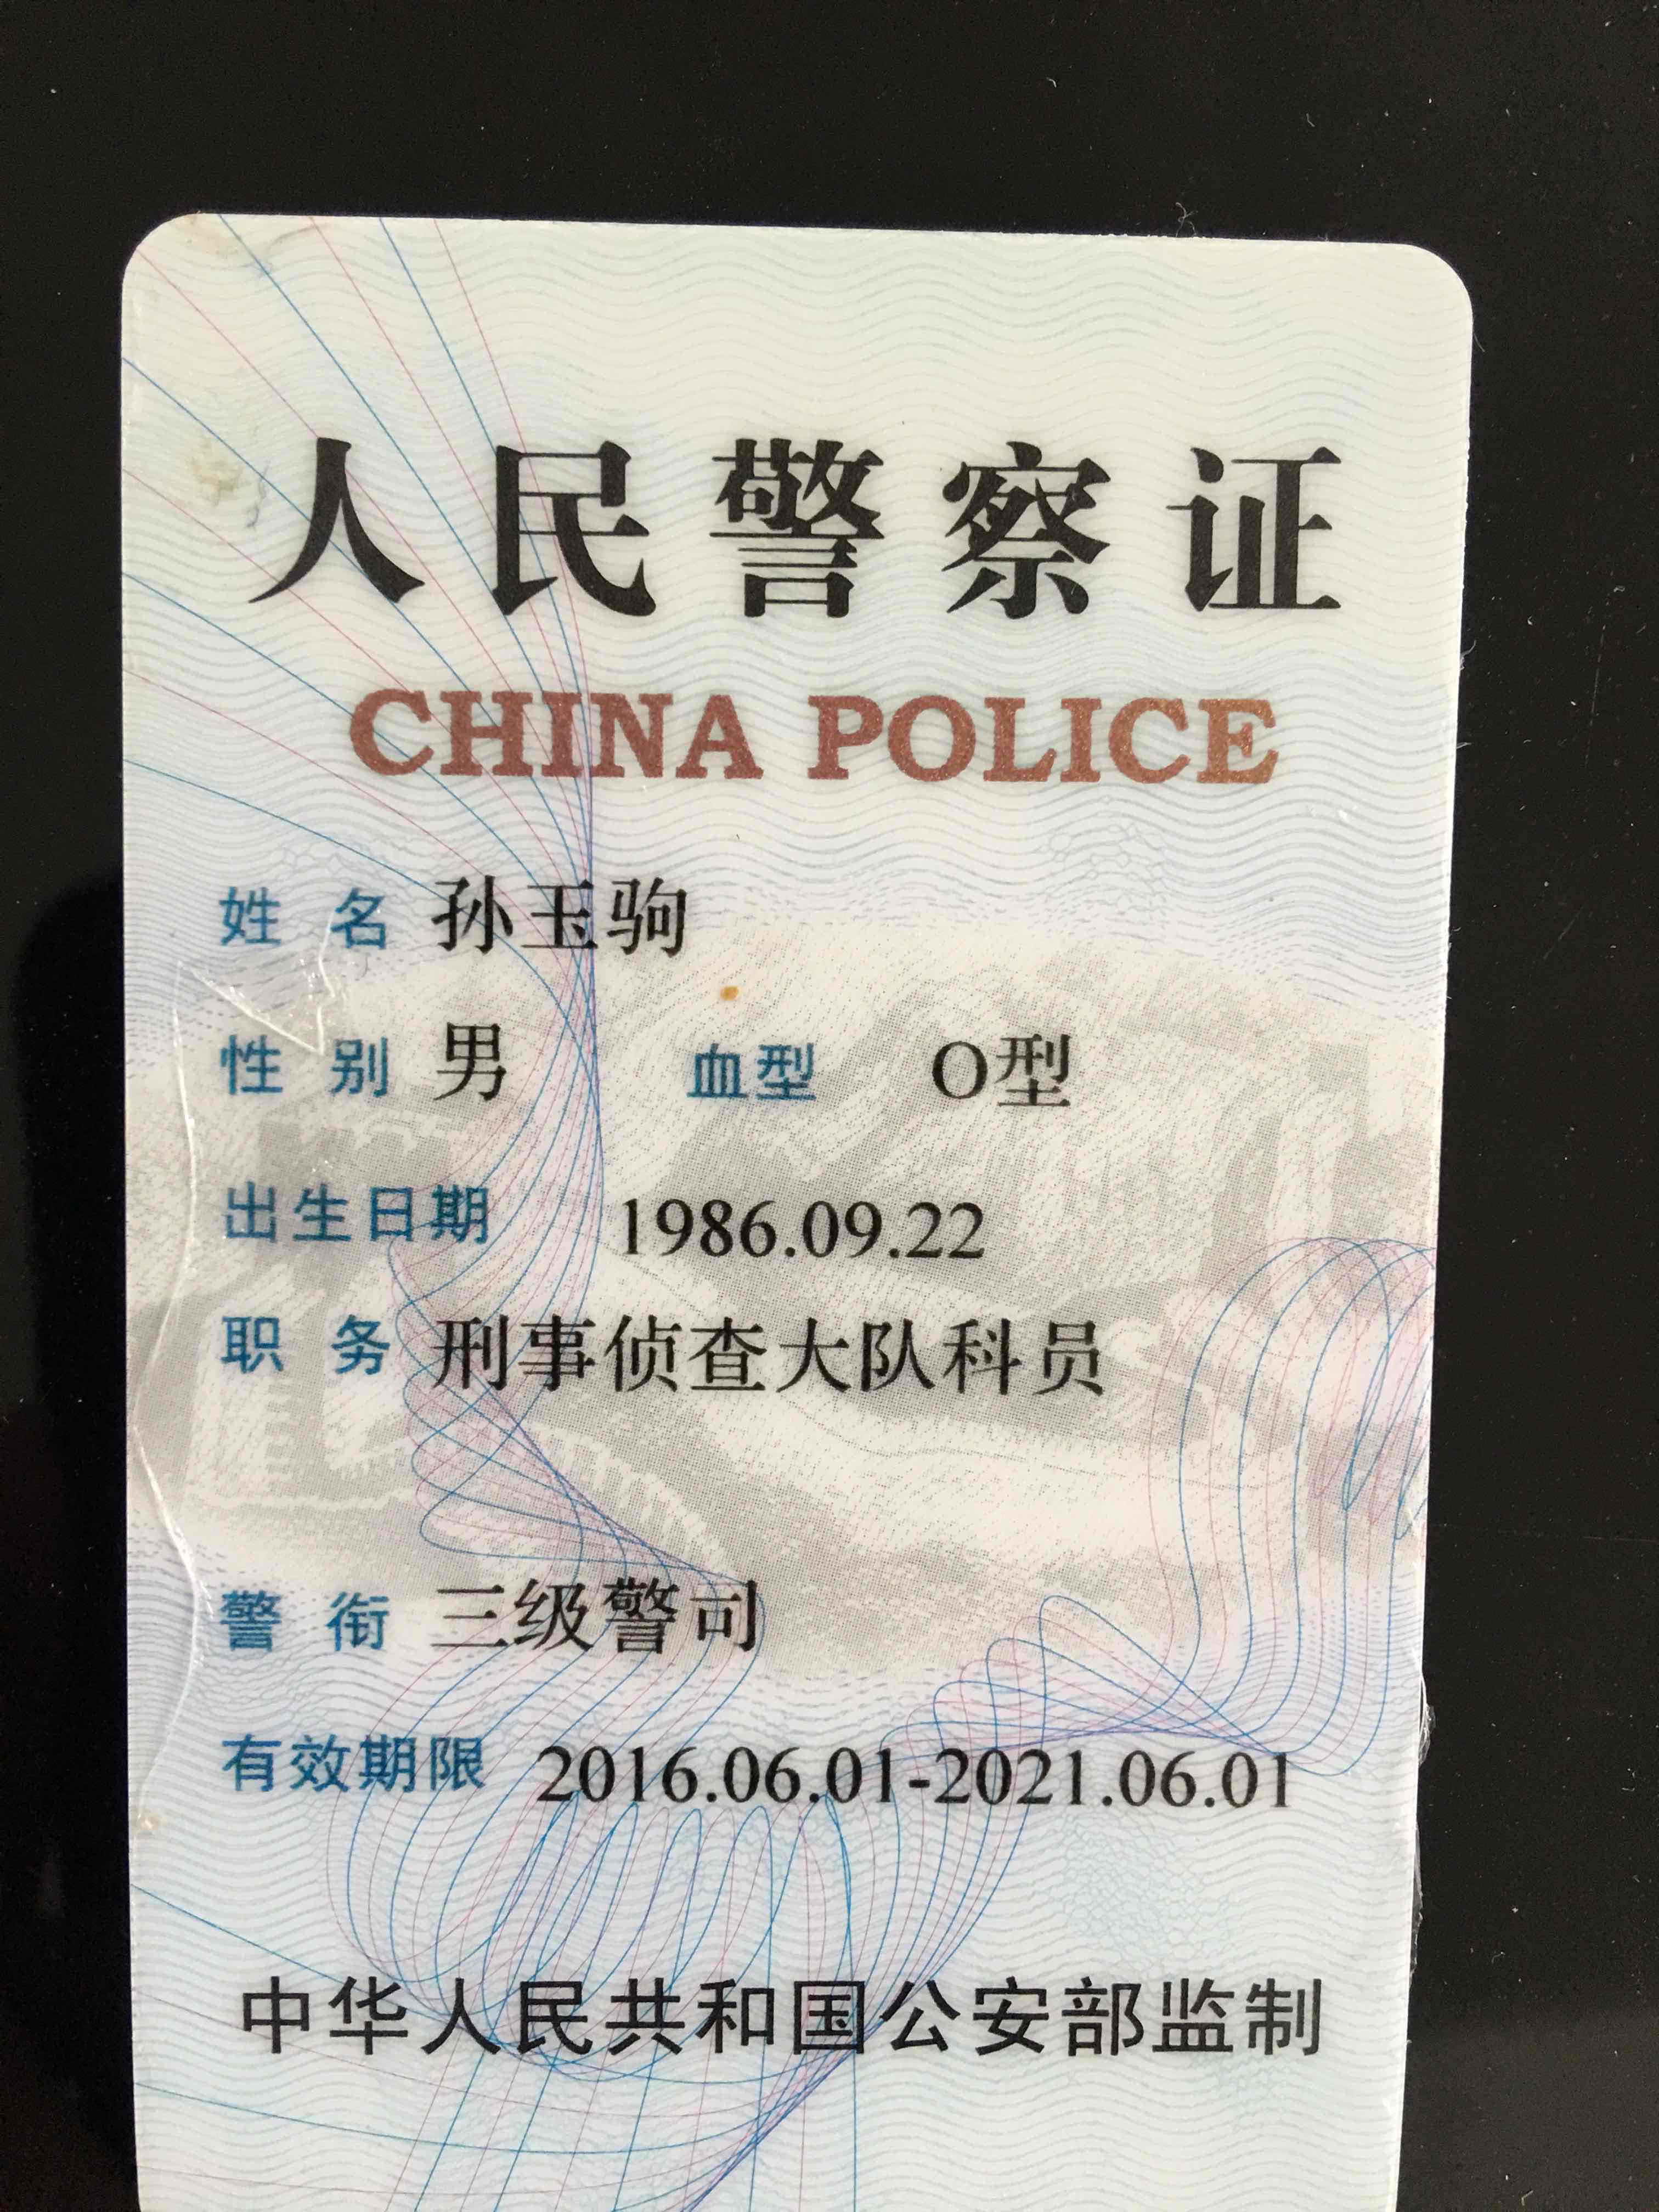 人民警察证
CHINA POLICE
姓名 孙玉驹
性别 男 血型 O型
出生日期 1986.09.22
职务 刑事侦查大队科员
警衔 三级警司
有效期限 2016.06.01-2021.06.01
中华人民共和国公安部监制